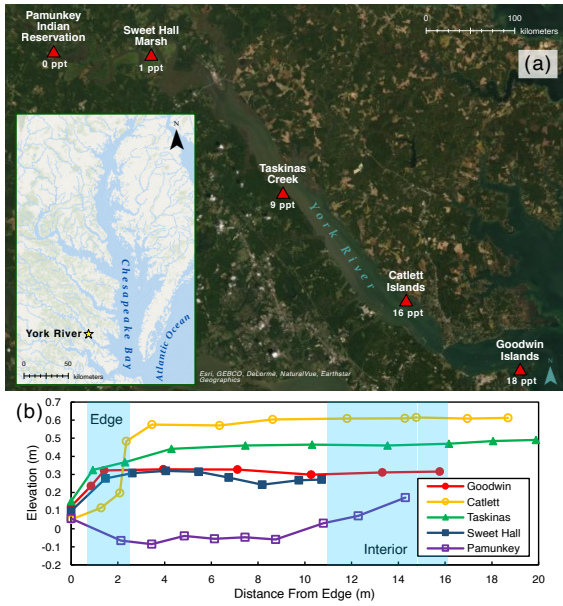 Pamunkey
Indian
Reservation
0 ppt
Sweet Hall
Marsh
1 ppt
0 100
kilometers
(a)
N
Chesapeake Bay
Atlantic Ocean
York River
0 50
kilometers
Taskinas
Creek
9 ppt
York River
Catlett
Islands
16 ppt
Goodwin
Islands
18 ppt
N
Esri, GEBCO, DeLorme, NaturalVue, Earthstar
Geographics
(b)
0.7
0.6
0.5
0.4
0.3
0.2
0.1
0
-0.1
-0.2
Elevation (m)
Edge
Interior
Goodwin
Catlett
Taskinas
Sweet Hall
Pamunkey
0 2 4 6 8 10 12 14 16 18 20
Distance From Edge (m)